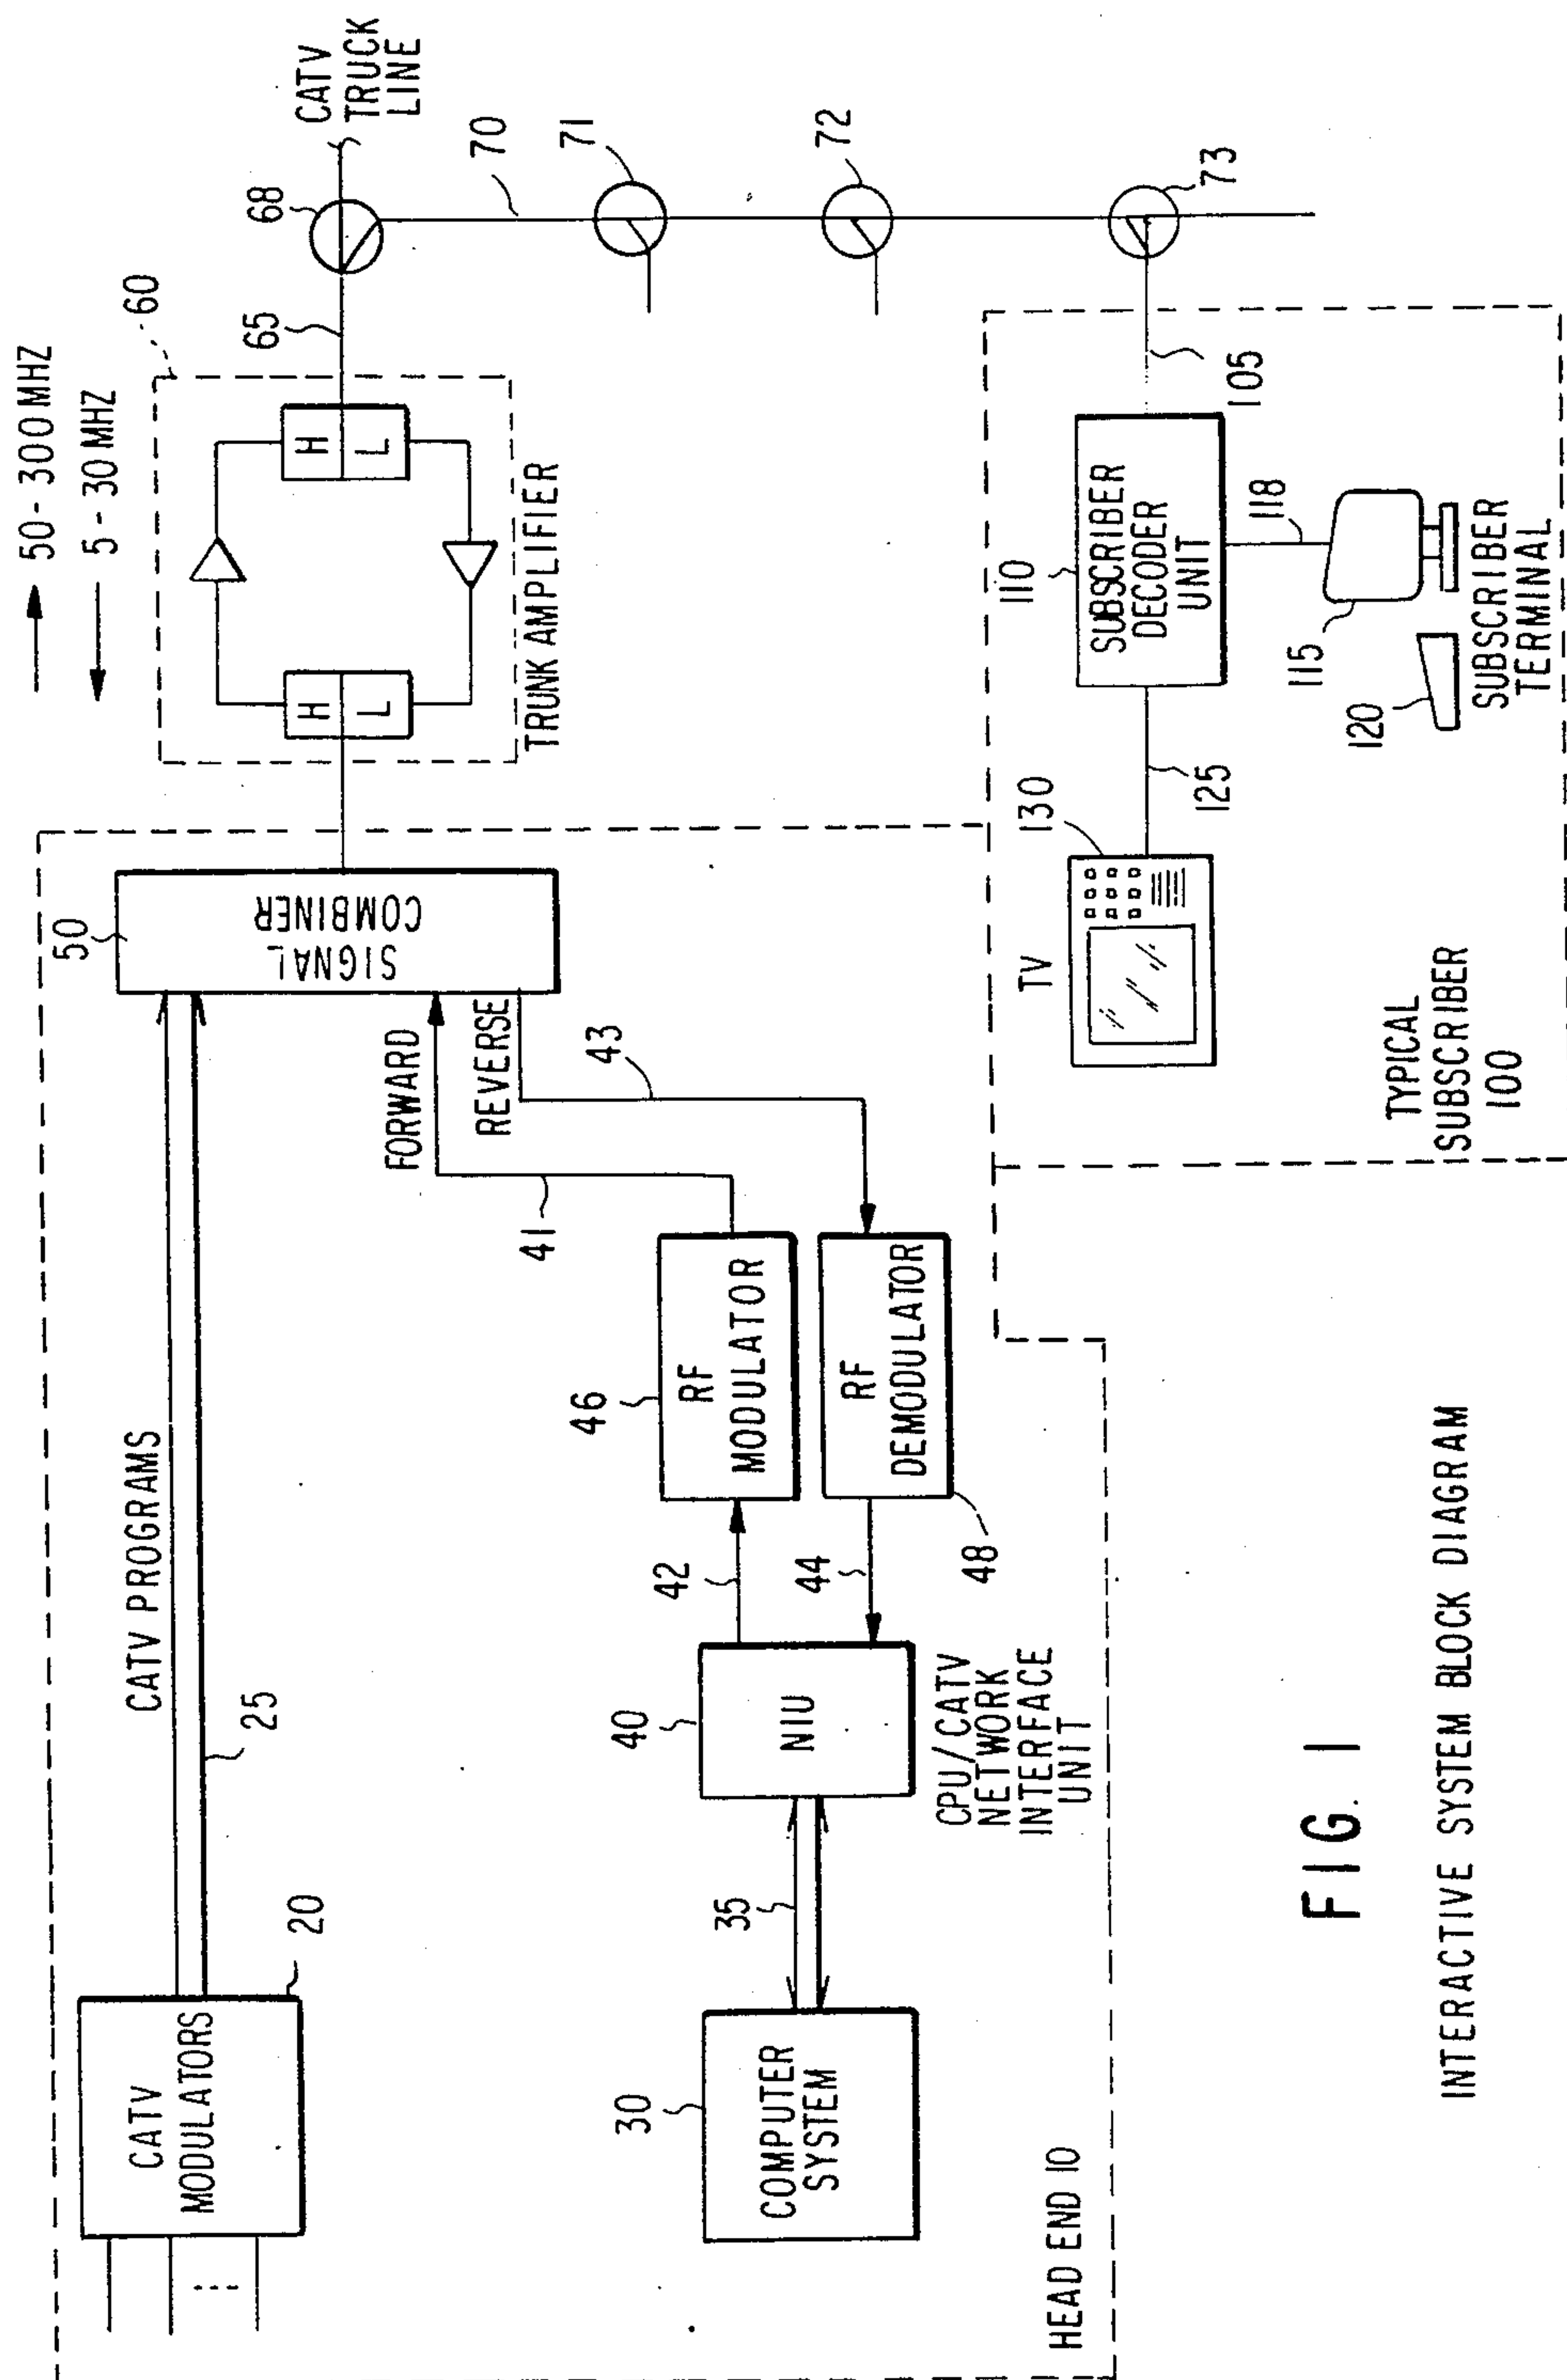 50-300 MHZ
5-30 MHZ
60
CATV
TRUCK
LINE
68
65
H
L
H
L
TRUNK AMPLIFIER
70
71
72
73
CATV PROGRAMS
25
CATV
MODULATORS
20
50
SIGNAL
COMBINER
FORWARD
REVERSE
41
43
46
RF
MODULATOR
RF
DEMODULATOR
48
42
44
40
NIU
CPU/CATV
NETWORK
INTERFACE
UNIT
35
30
COMPUTER
SYSTEM
HEAD END 10
TV
130
125
110
SUBSCRIBER
DECODER
UNIT
105
118
115
120
SUBSCRIBER
TERMINAL
TYPICAL
SUBSCRIBER
100
FIG. 1
INTERACTIVE SYSTEM BLOCK DIAGRAM